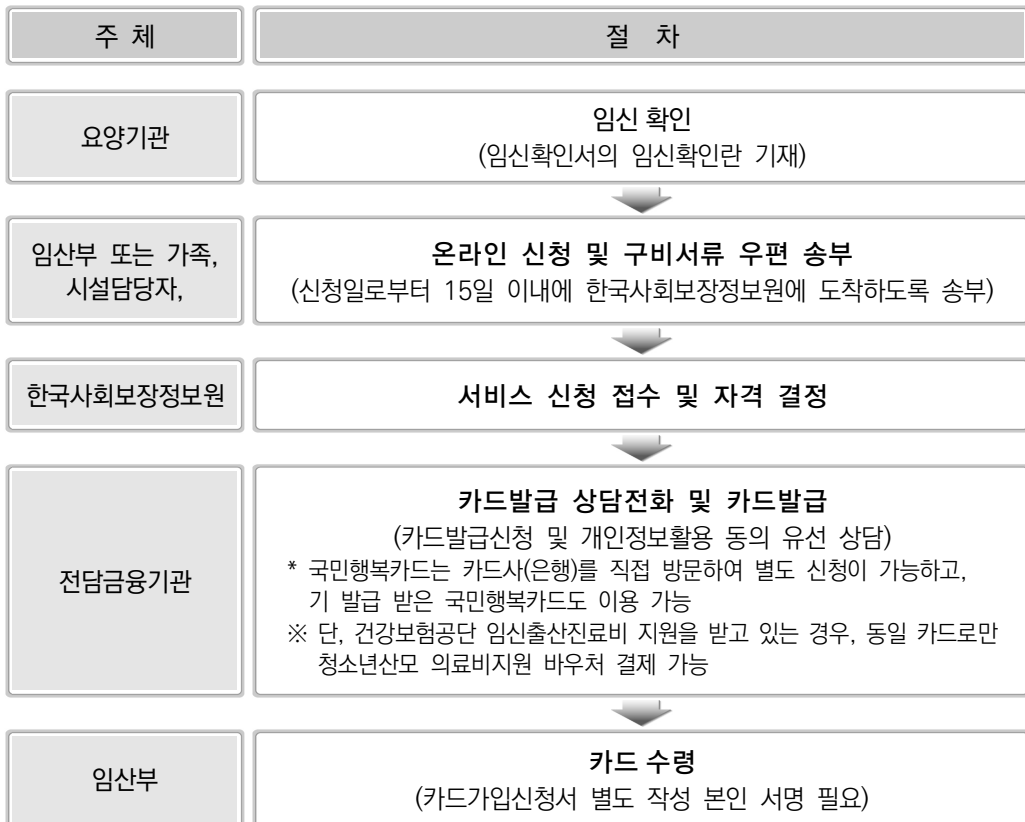 주 체
절 차
요양기관
임신 확인
(임신확인서의 임신확인란 기재)
임산부 또는 가족,
시설담당자,
온라인 신청 및 구비서류 우편 송부
(신청일로부터 15일 이내에 한국사회보장정보원에 도착하도록 송부)
한국사회보장정보원
서비스 신청 접수 및 자격 결정
전담금융기관
카드발급 상담전화 및 카드발급
(카드발급신청 및 개인정보활용 동의 유선 상담)
* 국민행복카드는 카드사(은행)를 직접 방문하여 별도 신청이 가능하고,
기 발급 받은 국민행복카드도 이용 가능
※ 단, 건강보험공단 임신출산진료비 지원을 받고 있는 경우, 동일 카드로만
청소년산모 의료비지원 바우처 결제 가능
임산부
카드 수령
(카드가입신청서 별도 작성 본인 서명 필요)